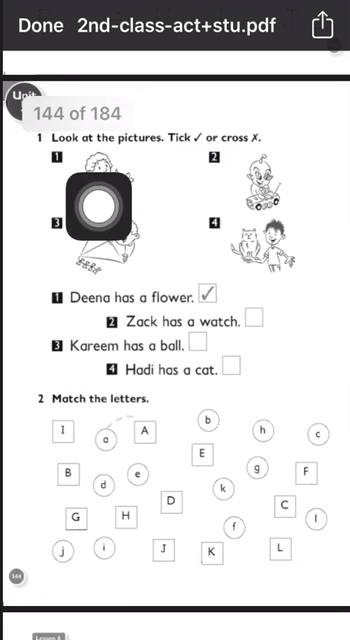 Done 2nd-class-act+stu.pdf
Unit
144 of 184
1 Look at the pictures. Tick ✓ or cross ✗.
1 2
3 4
1 Deena has a flower. ✓
2 Zack has a watch.
3 Kareem has a ball.
4 Hadi has a cat.
2 Match the letters.
I a A b h c
B d e E g F
G H D k C l
j i J f K L
144
Lesson 6